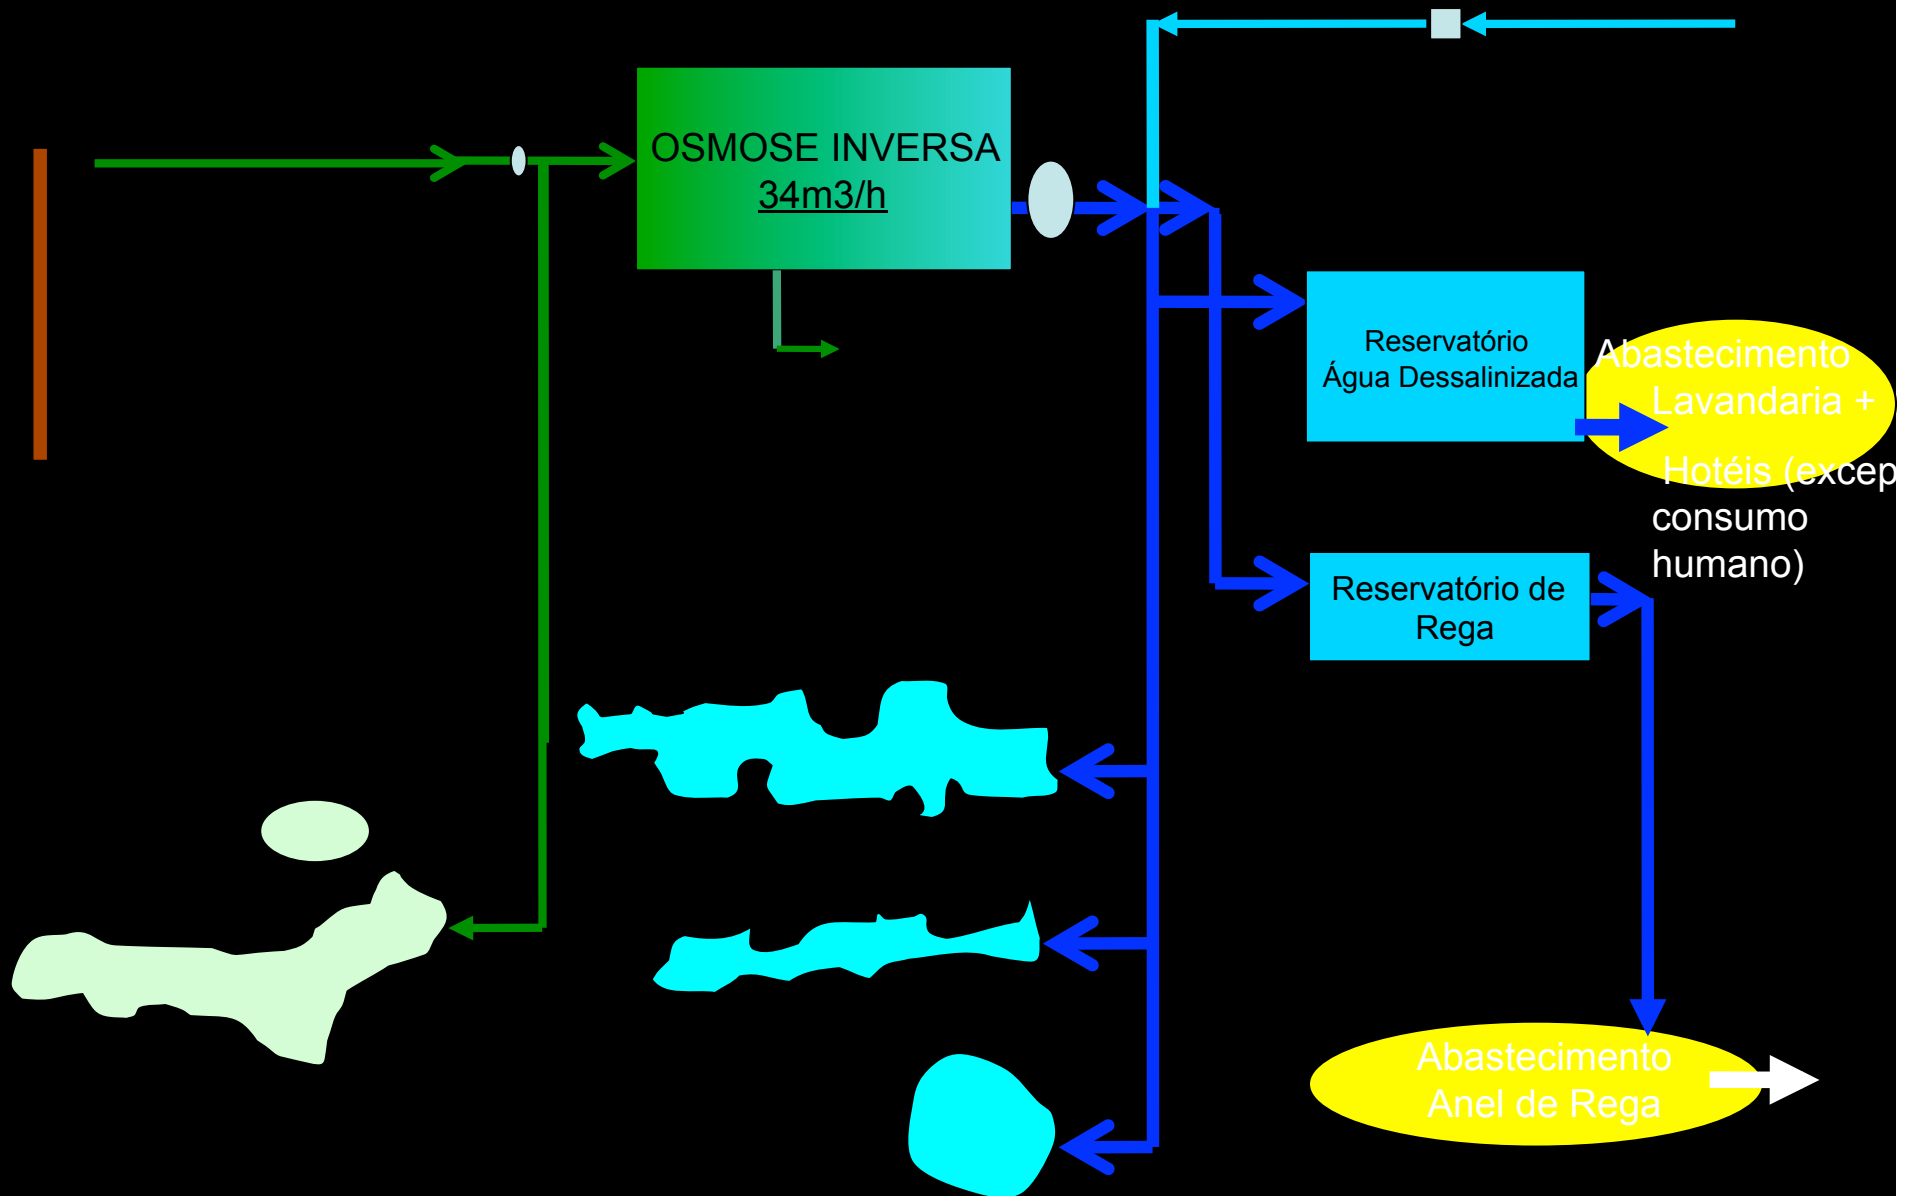 OSMOSE INVERSA
34m3/h
Reservatório
Água Dessalinizada
Abastecimento
Lavandaria +
Hotéis (excep
consumo
humano)
Reservatório de
Rega
Abastecimento
Anel de Rega